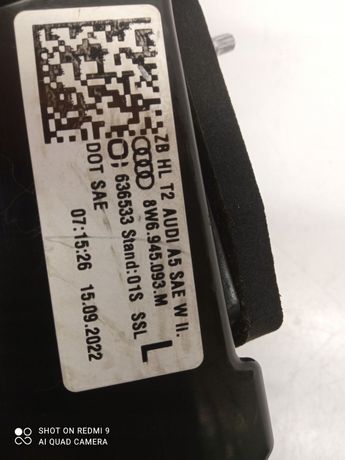 ZB HL T2 AUDI A5 SAE W li.
8W6.945.093.M
636533 Stand:01S SSL
L
DOT SAE
07:15:26 15.09.2022
SHOT ON REDMI 9
AI QUAD CAMERA